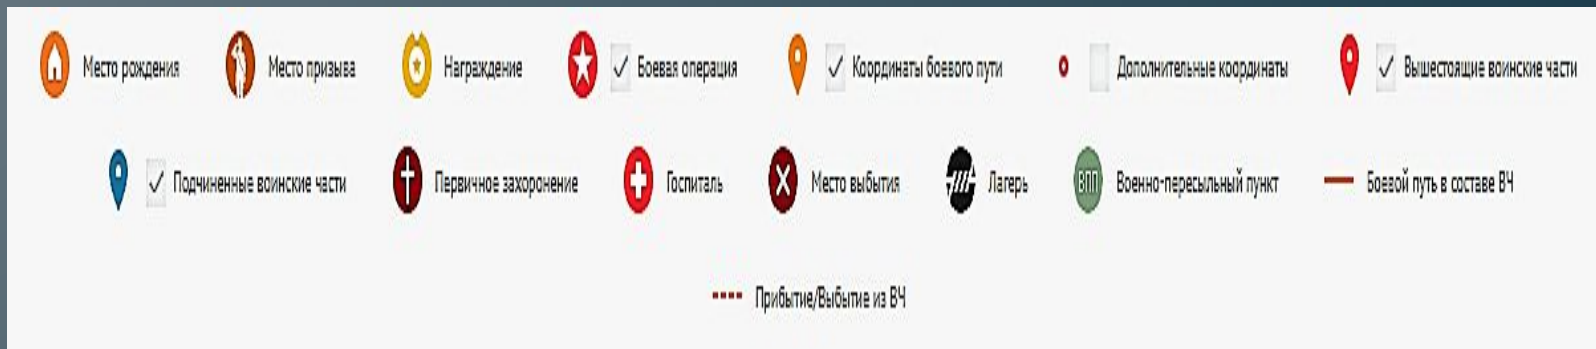 Место рождения Место призыва Награждение Боевая операция Координаты боевого пути Дополнительные координаты Вышестоящие воинские части
Подчиненные воинские части Первичное захоронение Госпиталь Место выбытия Лагерь ВПП Военно-пересыльный пункт Боевой путь в составе ВЧ
Прибытие/Выбытие из ВЧ